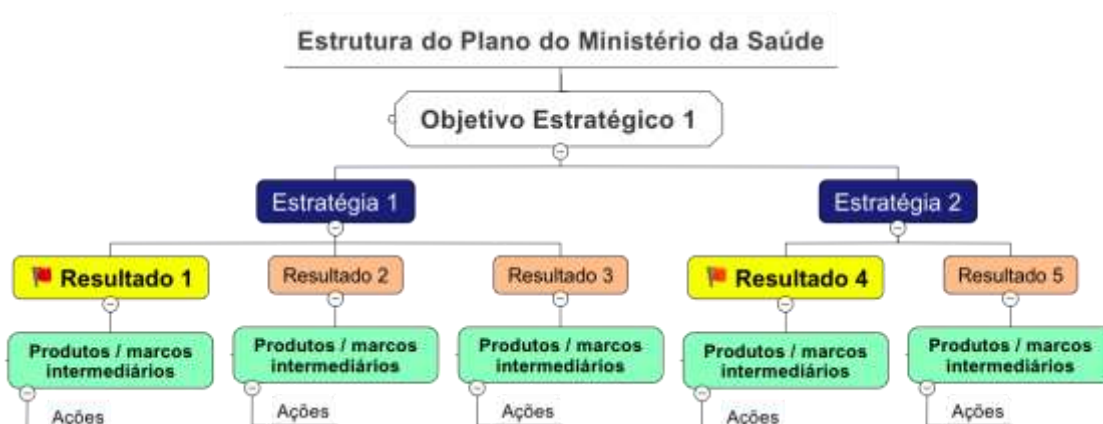 Estrutura do Plano do Ministério da Saúde
Objetivo Estratégico 1
Estratégia 1
Estratégia 2
Resultado 1
Resultado 2
Resultado 3
Resultado 4
Resultado 5
Produtos / marcos
intermediários
Produtos / marcos
intermediários
Produtos / marcos
intermediários
Produtos / marcos
intermediários
Produtos / marcos
intermediários
Ações
Ações
Ações
Ações
Ações